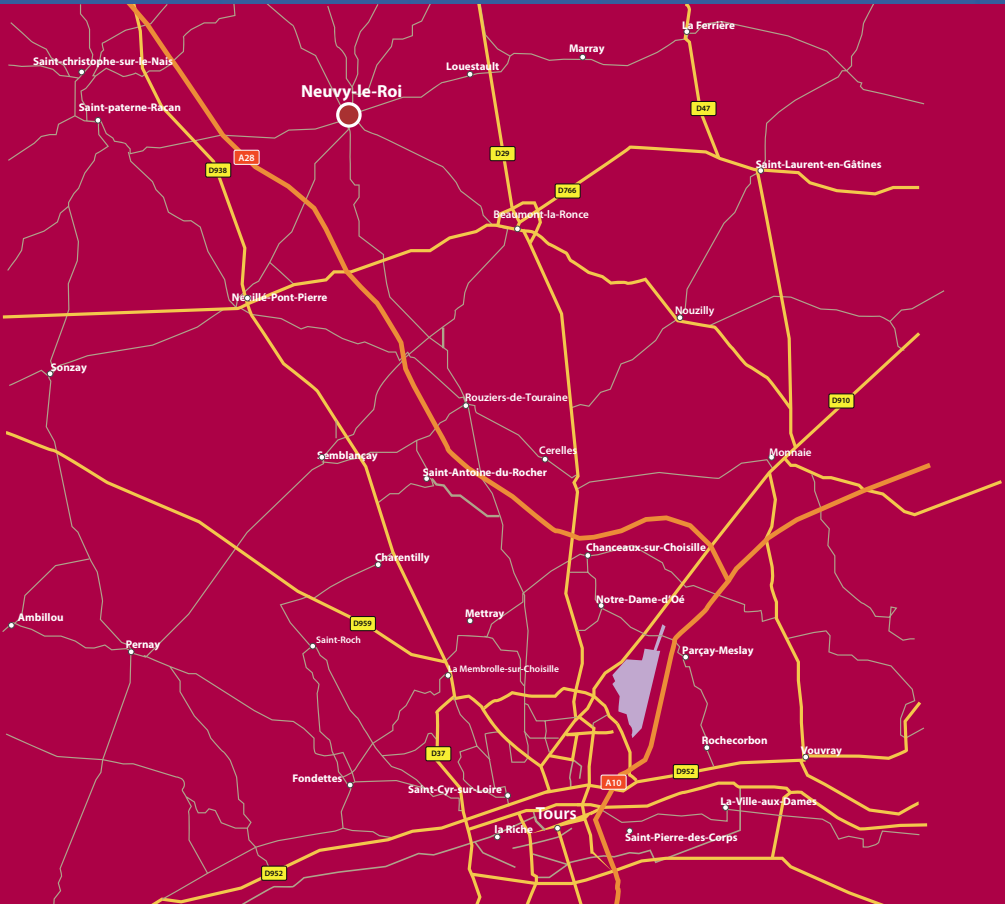 La Ferrière
Marray
Saint-christophe-sur-le-Nais
Louestault
Neuvy-le-Roi
Saint-paterne-Racan
D47
D29
A28
Saint-Laurent-en-Gâtines
D938
D766
Beaumont-la-Ronce
Neuillé-Pont-Pierre
Nouzilly
Sonzay
Rouziers-de-Touraine
D910
Cerelles
Monnaie
Semblançay
Saint-Antoine-du-Rocher
Chanceaux-sur-Choisille
Charentilly
Notre-Dame-d'Oé
Mettray
Ambillou
D959
Saint-Roch
Pernay
Parçay-Meslay
La Membrolle-sur-Choisille
Rochecorbon
Vouvray
D37
D952
Fondettes
A10
Saint-Cyr-sur-Loire
La-Ville-aux-Dames
Tours
la Riche
Saint-Pierre-des-Corps
D952